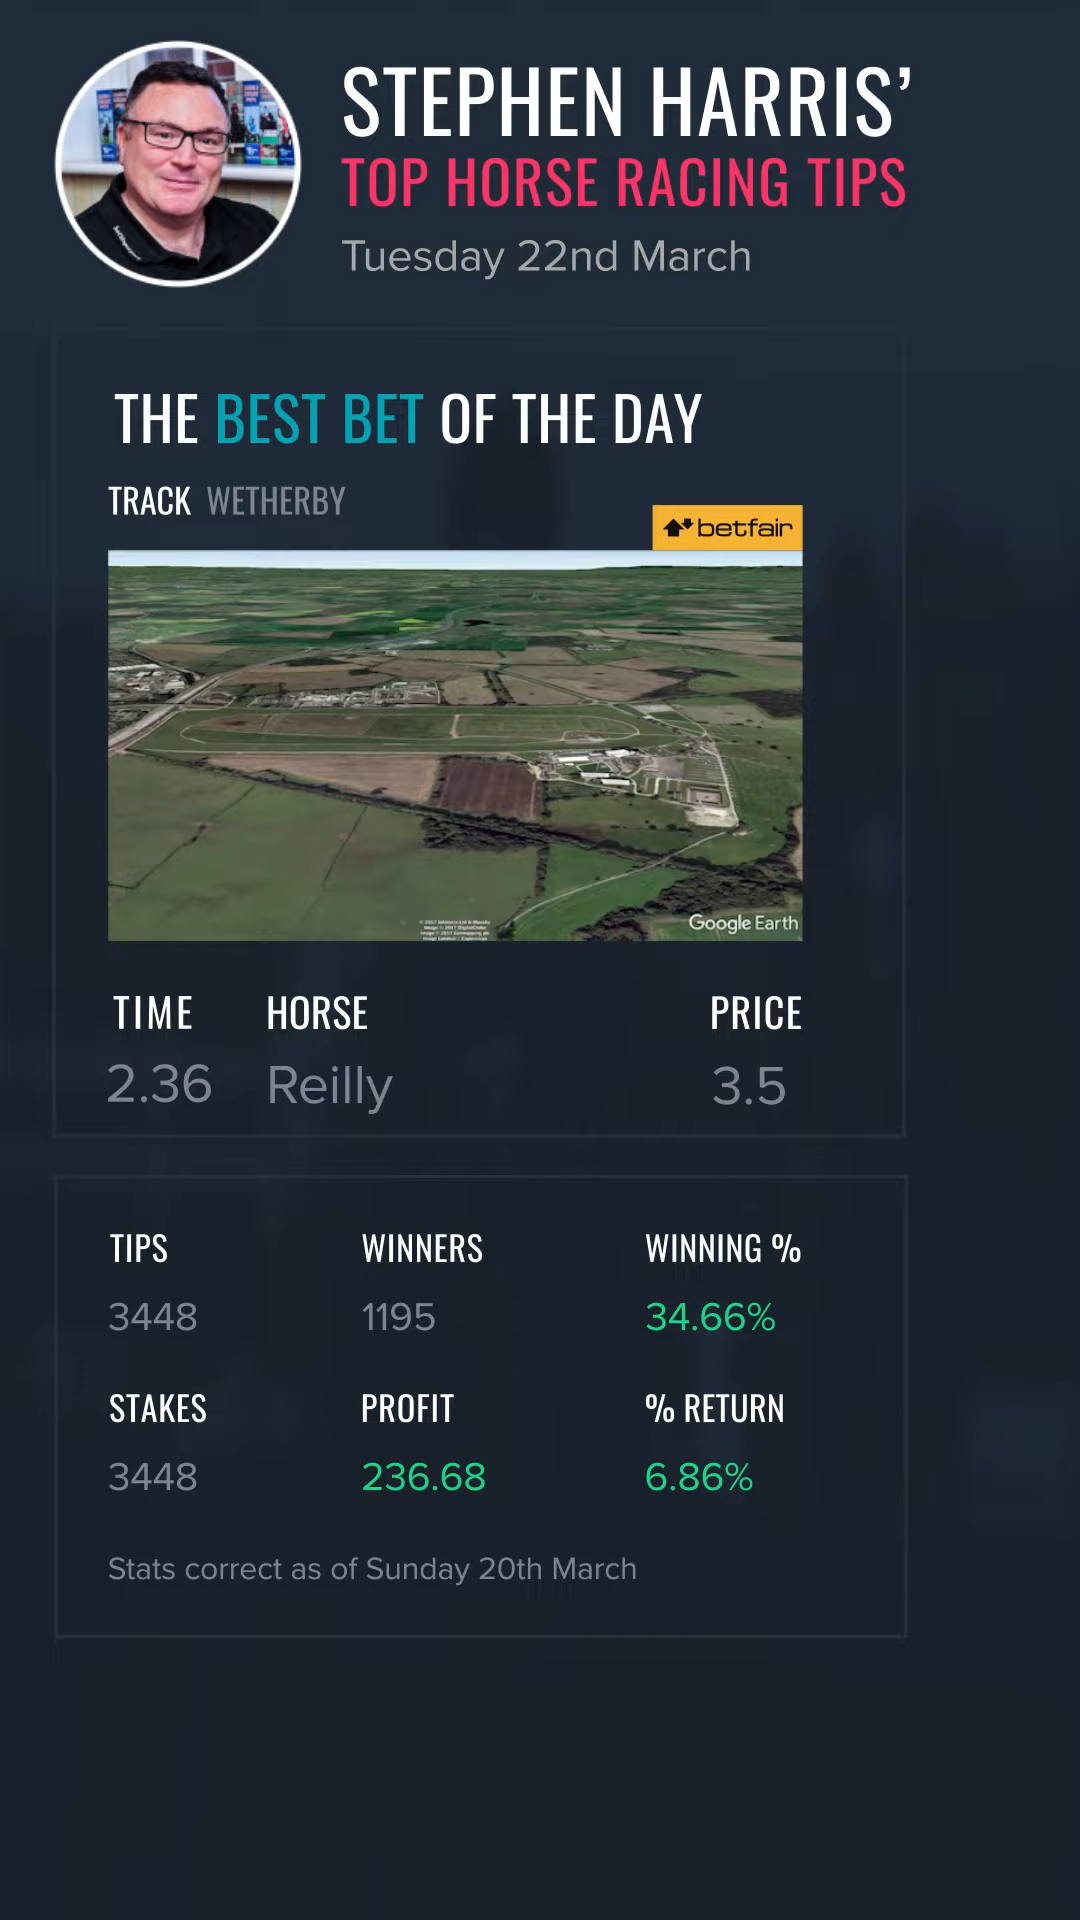 STEPHEN HARRIS’
TOP HORSE RACING TIPS
Tuesday 22nd March
THE BEST BET OF THE DAY
TRACK WETHERBY
betfair
Google Earth
TIME HORSE PRICE
2.36 Reilly 3.5
TIPS WINNERS WINNING %
3448 1195 34.66%
STAKES PROFIT % RETURN
3448 236.68 6.86%
Stats correct as of Sunday 20th March